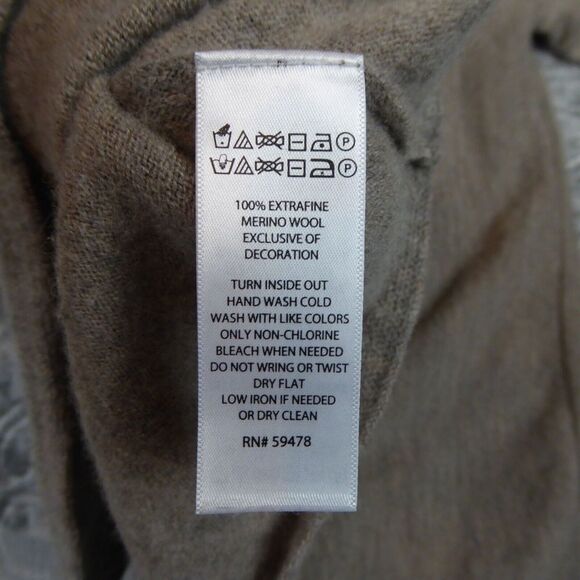 100% EXTRAFINE
MERINO WOOL
EXCLUSIVE OF
DECORATION
TURN INSIDE OUT
HAND WASH COLD
WASH WITH LIKE COLORS
ONLY NON-CHLORINE
BLEACH WHEN NEEDED
DO NOT WRING OR TWIST
DRY FLAT
LOW IRON IF NEEDED
OR DRY CLEAN
RN# 59478